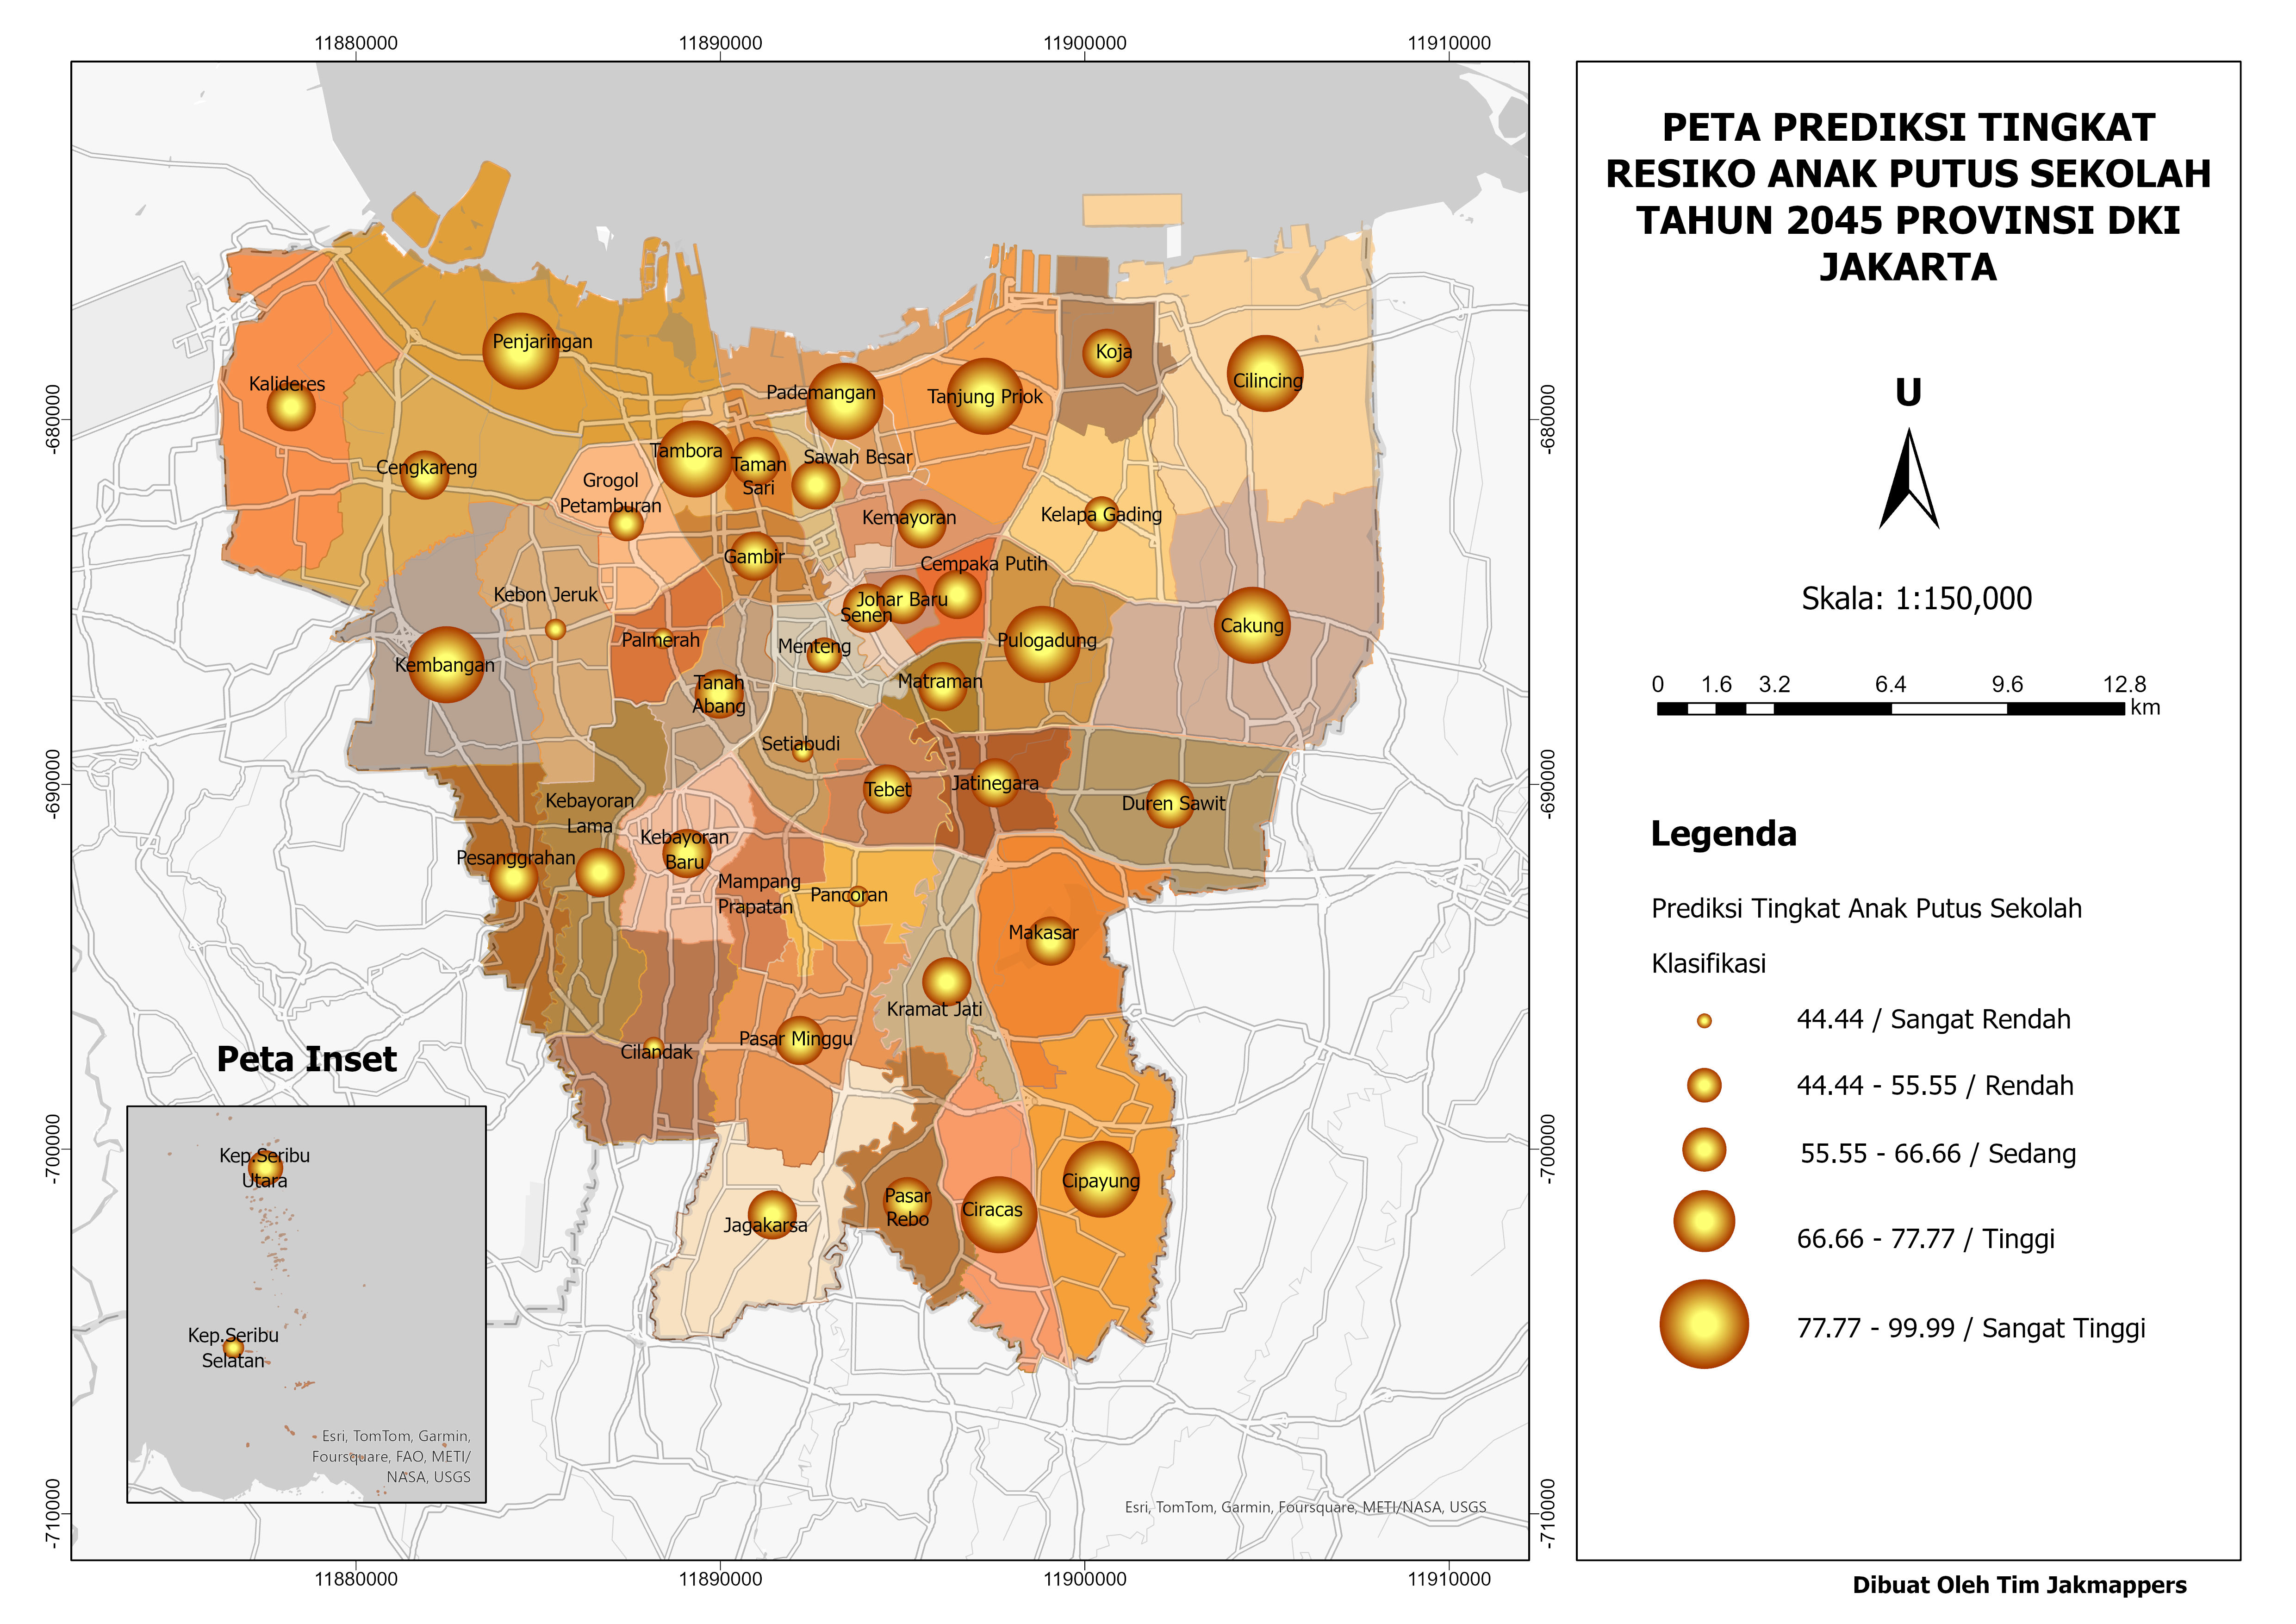 11880000
11890000
11900000
11910000
-680000
-690000
-700000
-710000
Penjaringan
Kalideres
Pademangan
Tanjung Priok
Koja
Cilincing
Cengkareng
Tambora
Taman
Sari
Sawah Besar
Grogol
Petamburan
Kemayoran
Kelapa Gading
Gambir
Cempaka Putih
Kebon Jeruk
Johar Baru
Senen
Palmerah
Menteng
Pulogadung
Cakung
Kembangan
Tanah
Abang
Matraman
Setiabudi
Tebet
Jatinegara
Duren Sawit
Kebayoran
Lama
Kebayoran
Baru
Pesanggrahan
Mampang
Prapatan
Pancoran
Makasar
Kramat Jati
Pasar Minggu
Cilandak
Cipayung
Pasar
Rebo
Ciracas
Jagakarsa
Peta Inset
Kep.Seribu
Utara
Kep.Seribu
Selatan
Esri, TomTom, Garmin,
Foursquare, FAO, METI/
NASA, USGS
Esri, TomTom, Garmin, Foursquare, METI/NASA, USGS
-680000
-690000
-700000
-710000
11880000
11890000
11900000
11910000
PETA PREDIKSI TINGKAT
RESIKO ANAK PUTUS SEKOLAH
TAHUN 2045 PROVINSI DKI
JAKARTA
U
Skala: 1:150,000
0 1.6 3.2 6.4 9.6 12.8
km
Legenda
Prediksi Tingkat Anak Putus Sekolah
Klasifikasi
44.44 / Sangat Rendah
44.44 - 55.55 / Rendah
55.55 - 66.66 / Sedang
66.66 - 77.77 / Tinggi
77.77 - 99.99 / Sangat Tinggi
Dibuat Oleh Tim Jakmappers